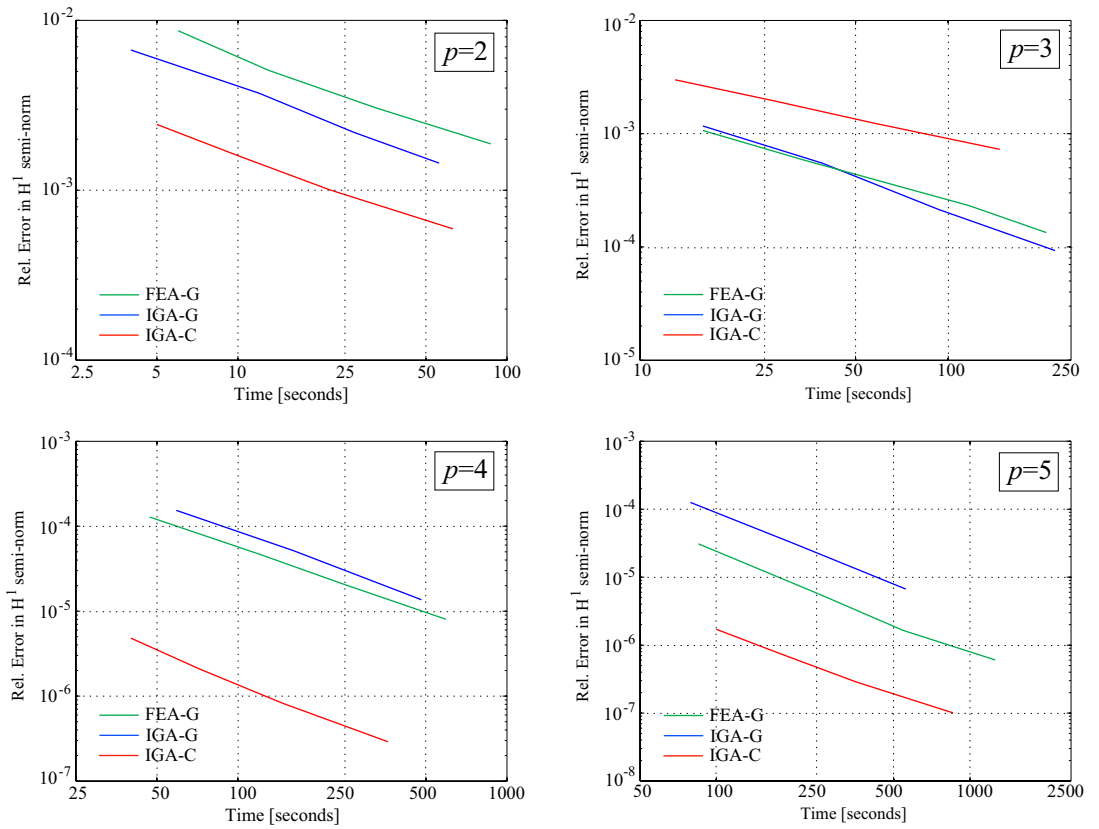 p=2
10^-2
10^-3
10^-4
Rel. Error in H^1 semi-norm
FEA-G
IGA-G
IGA-C
2.5 5 10 25 50 100
Time [seconds]
p=3
10^-2
10^-3
10^-4
10^-5
Rel. Error in H^1 semi-norm
FEA-G
IGA-G
IGA-C
10 25 50 100 250
Time [seconds]
p=4
10^-3
10^-4
10^-5
10^-6
10^-7
Rel. Error in H^1 semi-norm
FEA-G
IGA-G
IGA-C
25 50 100 250 500 1000
Time [seconds]
p=5
10^-3
10^-4
10^-5
10^-6
10^-7
10^-8
Rel. Error in H^1 semi-norm
FEA-G
IGA-G
IGA-C
50 100 250 500 1000 2500
Time [seconds]